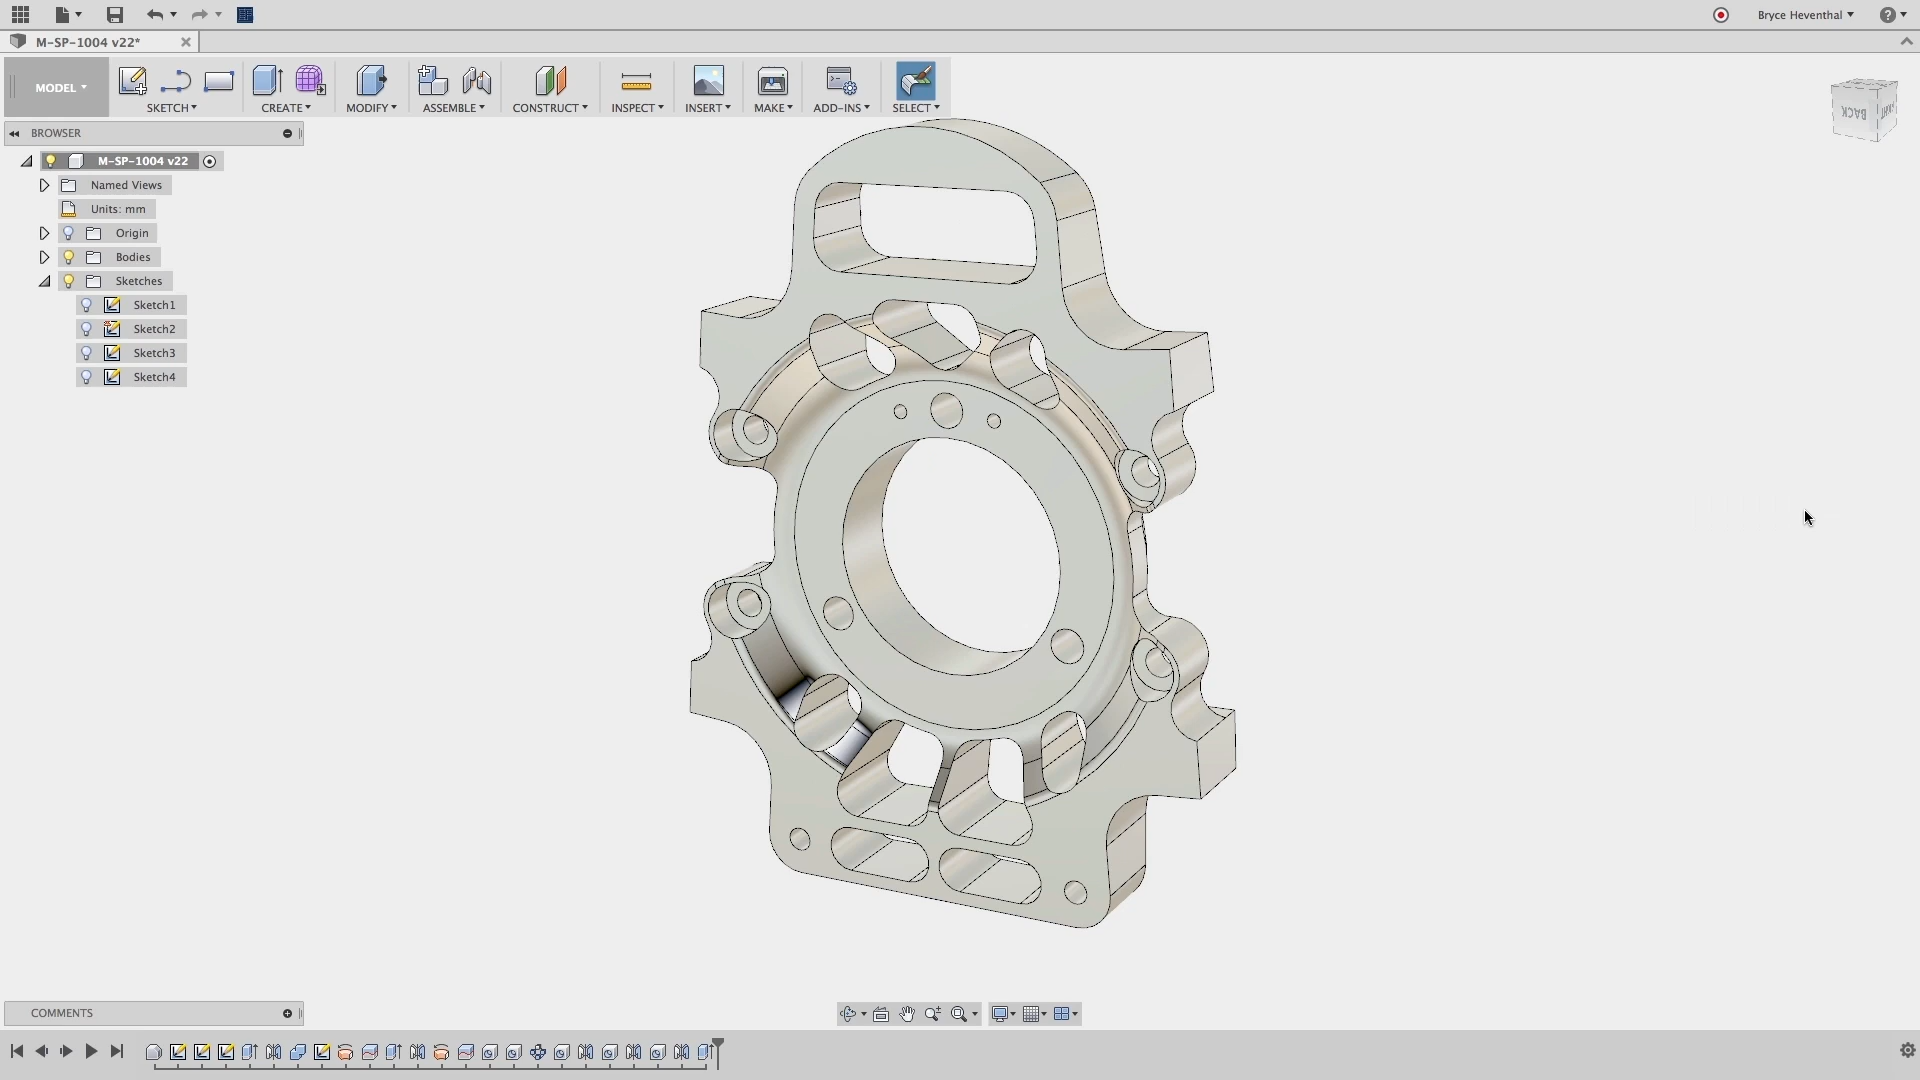 Bryce Heventhal
M-SP-1004 v22*
MODEL
SKETCH
CREATE
MODIFY
ASSEMBLE
CONSTRUCT
INSPECT
INSERT
MAKE
ADD-INS
SELECT
BACK
RIGHT
BROWSER
M-SP-1004 v22
Named Views
Units: mm
Origin
Bodies
Sketches
Sketch1
Sketch2
Sketch3
Sketch4
COMMENTS